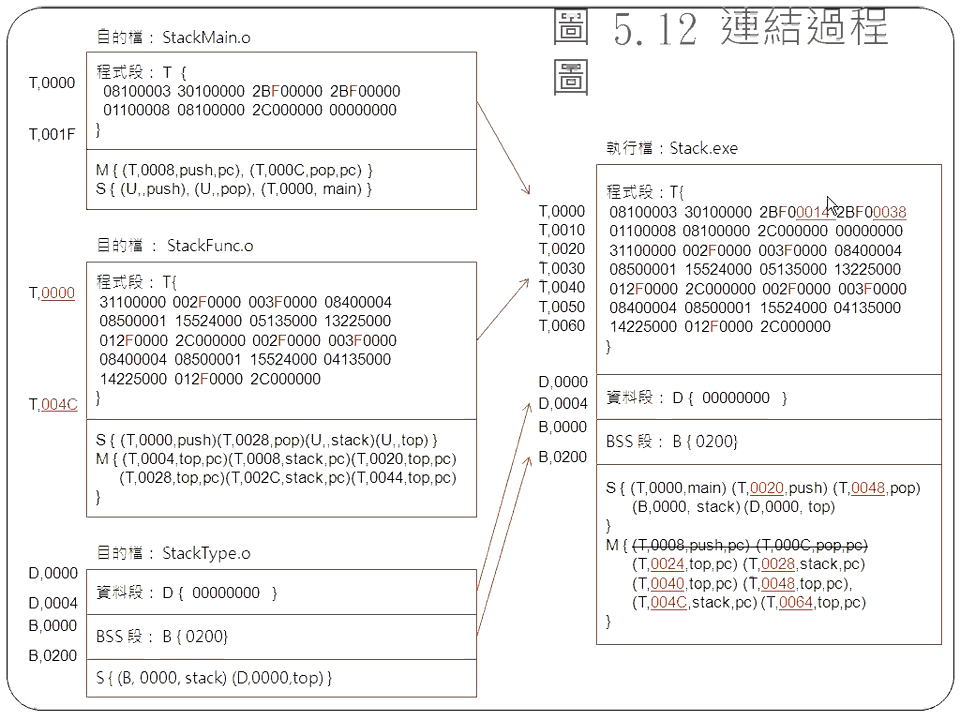 圖 5.12 連結過程
圖
目的檔： StackMain.o
T,0000
程式段： T {
08100003 30100000 2BF00000 2BF00000
01100008 08100000 2C000000 00000000
T,001F
}
M { (T,0008,push,pc), (T,000C,pop,pc) }
S { (U,,push), (U,,pop), (T,0000, main) }
目的檔： StackFunc.o
T,0000
程式段： T{
31100000 002F0000 003F0000 08400004
08500001 15524000 05135000 13225000
012F0000 2C000000 002F0000 003F0000
08400004 08500001 15524000 04135000
14225000 012F0000 2C000000
T,004C
}
S { (T,0000,push)(T,0028,pop)(U,,stack)(U,,top) }
M { (T,0004,top,pc)(T,0008,stack,pc)(T,0020,top,pc)
(T,0028,top,pc)(T,002C,stack,pc)(T,0044,top,pc)
}
目的檔： StackType.o
D,0000
資料段： D { 00000000 }
D,0004
B,0000
BSS 段： B { 0200}
B,0200
S { (B, 0000, stack) (D,0000,top) }
執行檔：Stack.exe
程式段：T{
T,0000
08100003 30100000 2BF00014 2BF00038
T,0010
01100008 08100000 2C000000 00000000
T,0020
31100000 002F0000 003F0000 08400004
T,0030
08500001 15524000 05135000 13225000
T,0040
012F0000 2C000000 002F0000 003F0000
T,0050
08400004 08500001 15524000 04135000
T,0060
14225000 012F0000 2C000000
}
D,0000
資料段： D { 00000000 }
D,0004
B,0000
BSS 段： B { 0200}
B,0200
S { (T,0000,main) (T,0020,push) (T,0048,pop)
(B,0000, stack) (D,0000, top)
}
M { (T,0008,push,pc) (T,000C,pop,pc)
(T,0024,top,pc) (T,0028,stack,pc)
(T,0040,top,pc) (T,0048,top,pc),
(T,004C,stack,pc) (T,0064,top,pc)
}